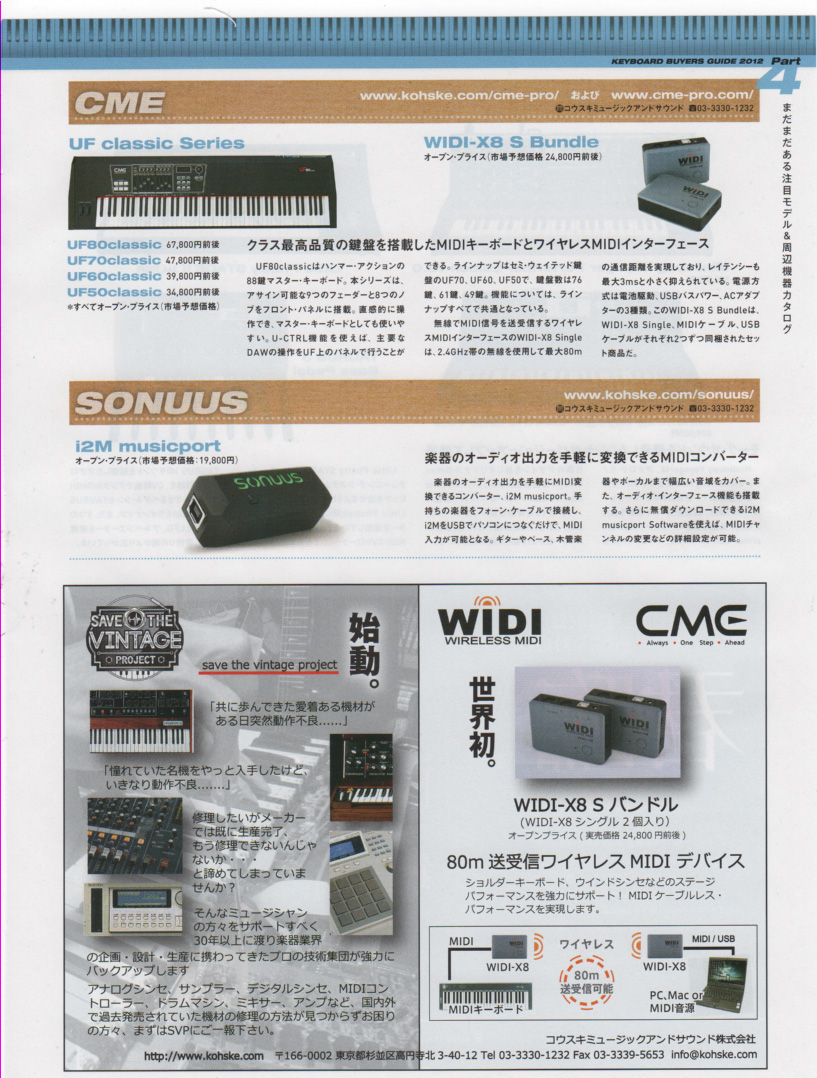 KEYBOARD BUYERS GUIDE 2012 Part
4
まだまだある注目モデル&周辺機器カタログ
CME
www.kohske.com/cme-pro/ および www.cme-pro.com/
問コウスキミュージックアンドサウンド ☎03-3330-1232
UF classic Series
UF80classic 67,800円前後
UF70classic 47,800円前後
UF60classic 39,800円前後
UF50classic 34,800円前後
*すべてオープン・プライス(市場予想価格)
WIDI-X8 S Bundle
オープン・プライス(市場予想価格 24,800円前後)
WIDI
WIDI
クラス最高品質の鍵盤を搭載したMIDIキーボードとワイヤレスMIDIインターフェース
UF80classicはハンマー・アクションの
88鍵マスター・キーボード。本シリーズは、
アサイン可能な9つのフェーダーと8つのノ
ブをフロント・パネルに搭載。直感的に操
作でき、マスター・キーボードとしても使いや
すい。U-CTRL機能を使えば、主要な
DAWの操作をUF上のパネルで行うことが
できる。ラインナップはセミ・ウェイテッド鍵
盤のUF70、UF60、UF50で、鍵盤数は76
鍵、61鍵、49鍵。機能については、ライン
ナップすべてで共通となっている。
無線でMIDI信号を送受信するワイヤレ
スMIDIインターフェースのWIDI-X8 Single
は、2.4GHz帯の無線を使用して最大80m
の通信距離を実現しており、レイテンシーも
最大3msと小さく抑えられている。電源方
式は電池駆動、USBバスパワー、ACアダプ
ターの3種類。このWIDI-X8 S Bundleは、
WIDI-X8 Single、MIDIケーブル、USB
ケーブルがそれぞれ2つずつ同梱されたセッ
ト商品だ。
SONUUS
www.kohske.com/sonuus/
問コウスキミュージックアンドサウンド ☎03-3330-1232
i2M musicport
オープン・プライス(市場予想価格:19,800円)
sonuus
楽器のオーディオ出力を手軽に変換できるMIDIコンバーター
楽器のオーディオ出力を手軽にMIDI変
換できるコンバーター、i2M musicport。手
持ちの楽器をフォーン・ケーブルで接続し、
i2MをUSBでパソコンにつなぐだけで、MIDI
入力が可能となる。ギターやベース、木管楽
器やボーカルまで幅広い音域をカバー。ま
た、オーディオ・インターフェース機能も搭載
する。さらに無償ダウンロードできるi2M
musicport Softwareを使えば、MIDIチャ
ンネルの変更などの詳細設定が可能。
SAVE THE
VINTAGE
PROJECT
始動。
save the vintage project
「共に歩んできた愛着ある機材が
ある日突然動作不良......」
「憧れていた名機をやっと入手したけど、
いきなり動作不良.......」
修理したいがメーカー
では既に生産完了、
もう修理できないんじゃ
ないか・・・
と諦めてしまっていま
せんか?
そんなミュージシャン
の方々をサポートすべく
30年以上に渡り楽器業界
の企画・設計・生産に携わってきたプロの技術集団が強力に
バックアップします
アナログシンセ、サンプラー、デジタルシンセ、MIDIコン
トローラー、ドラムマシン、ミキサー、アンプなど、国内外
で過去発売されていた機材の修理の方法が見つからずお困り
の方々、まずはSVPにご一報下さい。
WIDI
WIRELESS MIDI
CME
• Always • One Step • Ahead
世界初。
WIDI
WIDI
WIDI-X8 S バンドル
(WIDI-X8 シングル 2 個入り)
オープンプライス ( 実売価格 24,800 円前後 )
80m 送受信ワイヤレス MIDI デバイス
ショルダーキーボード、ウインドシンセなどのステージ
パフォーマンスを強力にサポート! MIDI ケーブルレス・
パフォーマンスを実現します。
MIDI
WIDI-X8
ワイヤレス
80m
送受信可能
MIDI / USB
WIDI-X8
MIDIキーボード
PC,Mac or
MIDI音源
コウスキミュージックアンドサウンド株式会社
http://www.kohske.com 〒166-0002 東京都杉並区高円寺北 3-40-12 Tel 03-3330-1232 Fax 03-3339-5653 info@kohske.com